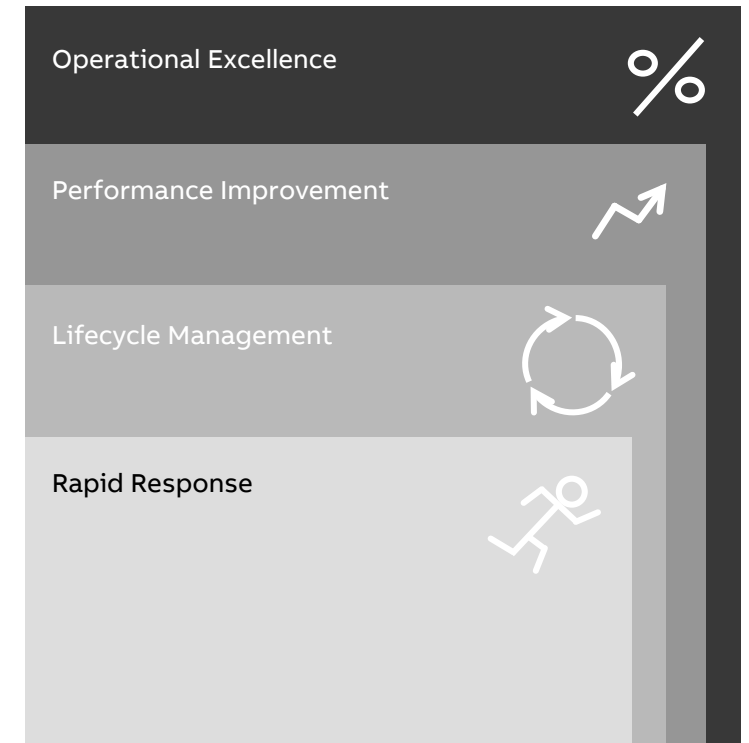 Operational Excellence
Performance Improvement
Lifecycle Management
Rapid Response